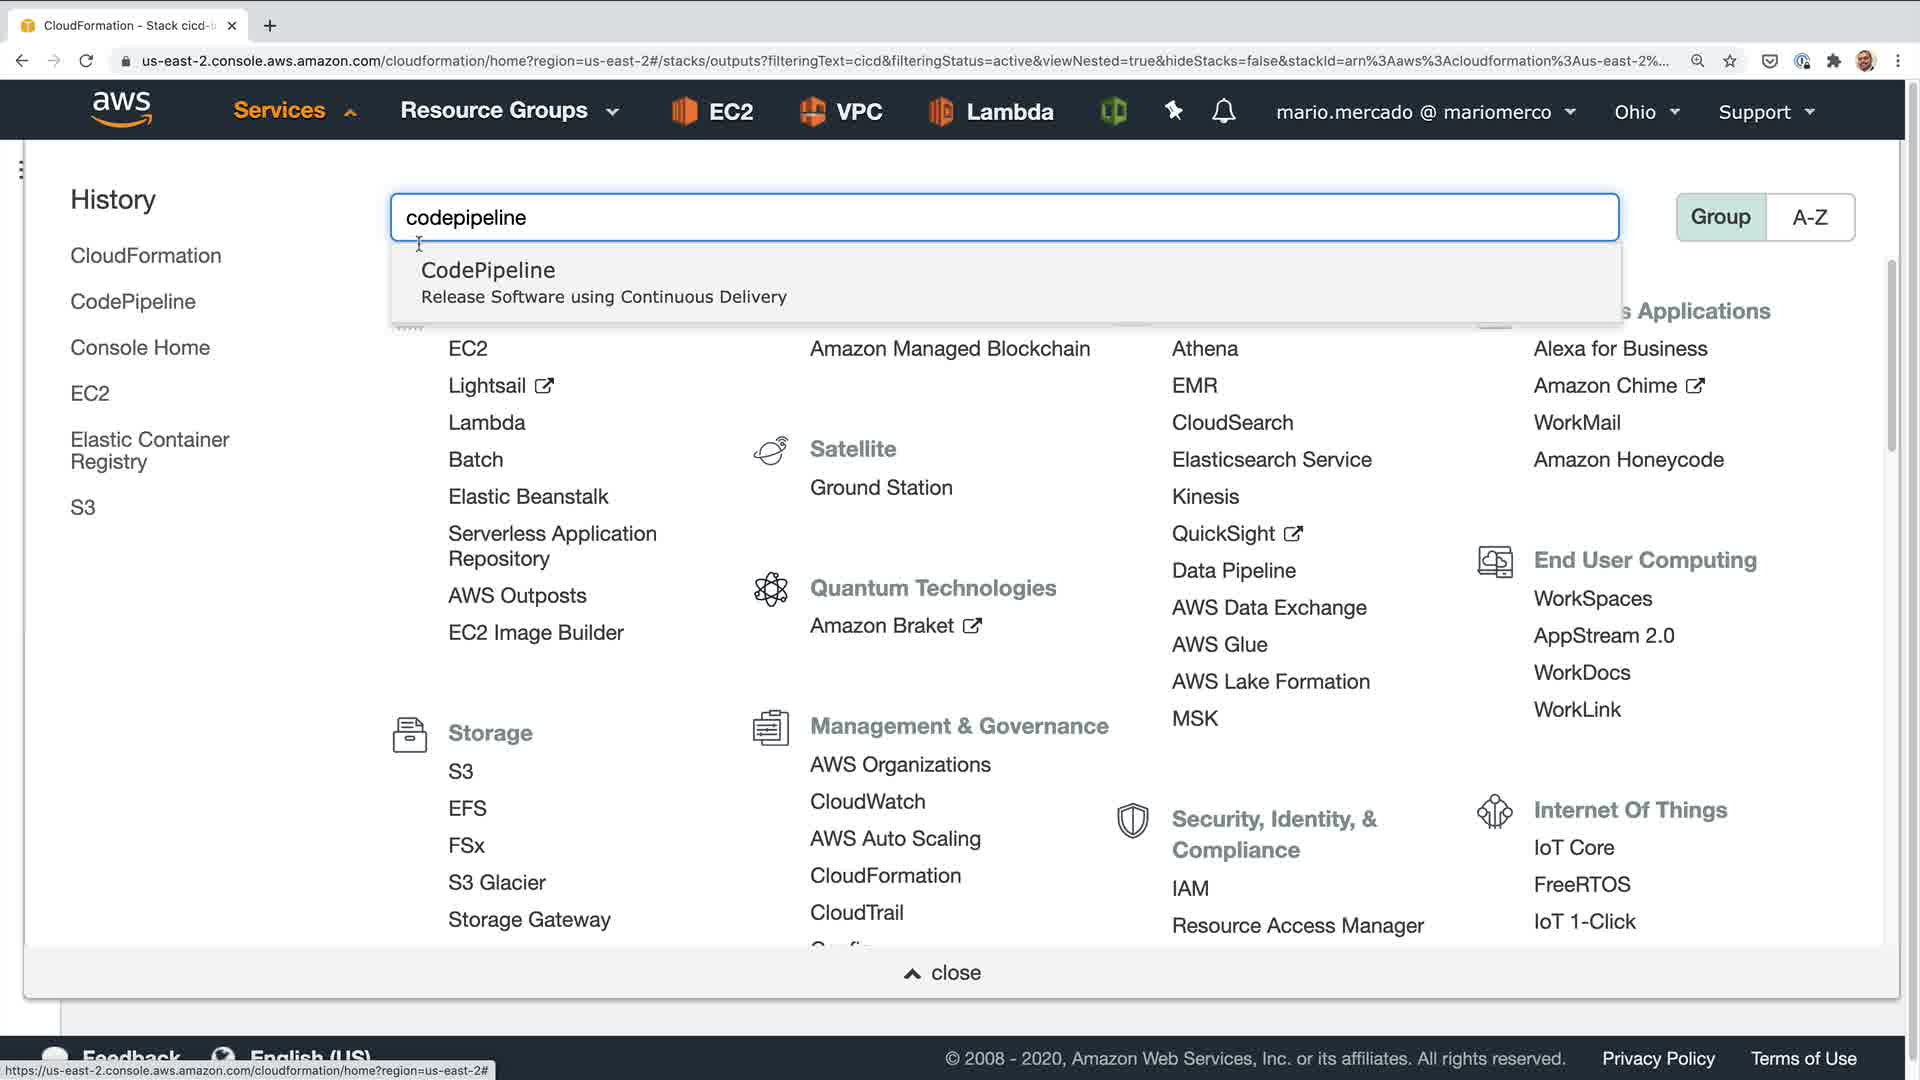 CloudFormation - Stack cicd-
us-east-2.console.aws.amazon.com/cloudformation/home?region=us-east-2#/stacks/outputs?filteringText=cicd&filteringStatus=active&viewNested=true&hideStacks=false&stackId=arn%3Aaws%3Acloudformation%3Aus-east-2%...
aws
Services
Resource Groups
EC2
VPC
Lambda
mario.mercado @ mariomerco
Ohio
Support
History
CloudFormation
CodePipeline
Console Home
EC2
Elastic Container
Registry
S3
codepipeline
Group
A-Z
CodePipeline
Release Software using Continuous Delivery
EC2
Lightsail
Lambda
Batch
Elastic Beanstalk
Serverless Application
Repository
AWS Outposts
EC2 Image Builder
Storage
S3
EFS
FSx
S3 Glacier
Storage Gateway
Amazon Managed Blockchain
Satellite
Ground Station
Quantum Technologies
Amazon Braket
Management & Governance
AWS Organizations
CloudWatch
AWS Auto Scaling
CloudFormation
CloudTrail
Athena
EMR
CloudSearch
Elasticsearch Service
Kinesis
QuickSight
Data Pipeline
AWS Data Exchange
AWS Glue
AWS Lake Formation
MSK
Security, Identity, &
Compliance
IAM
Resource Access Manager
Applications
Alexa for Business
Amazon Chime
WorkMail
Amazon Honeycode
End User Computing
WorkSpaces
AppStream 2.0
WorkDocs
WorkLink
Internet Of Things
IoT Core
FreeRTOS
IoT 1-Click
close
Feedback
English (US)
© 2008 - 2020, Amazon Web Services, Inc. or its affiliates. All rights reserved.
Privacy Policy
Terms of Use
https://us-east-2.console.aws.amazon.com/cloudformation/home?region=us-east-2#